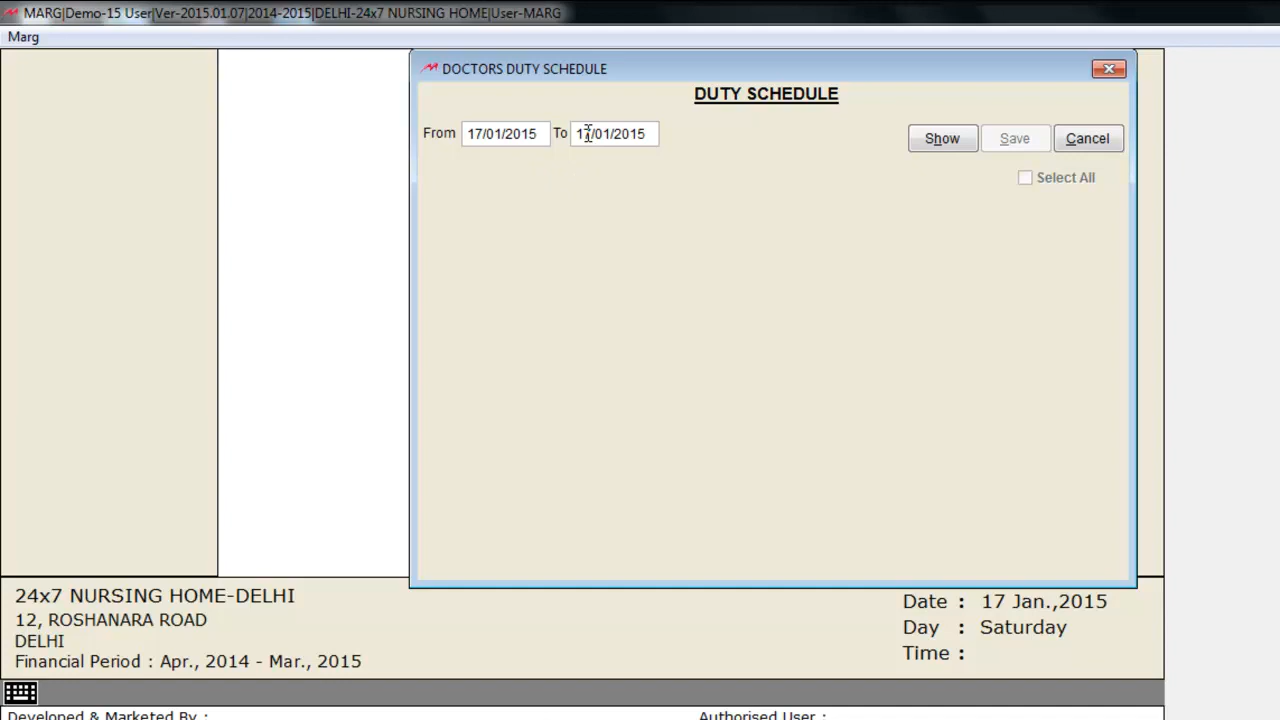 MARG|Demo-15 User|Ver-2015.01.07|2014-2015|DELHI-24x7 NURSING HOME|User-MARG
Marg
DOCTORS DUTY SCHEDULE
DUTY SCHEDULE
From 17/01/2015 To 17/01/2015 Show Save Cancel
Select All
24x7 NURSING HOME-DELHI
12, ROSHANARA ROAD
DELHI
Financial Period : Apr., 2014 - Mar., 2015
Date : 17 Jan.,2015
Day : Saturday
Time :
Developed & Marketed By : Authorised User :